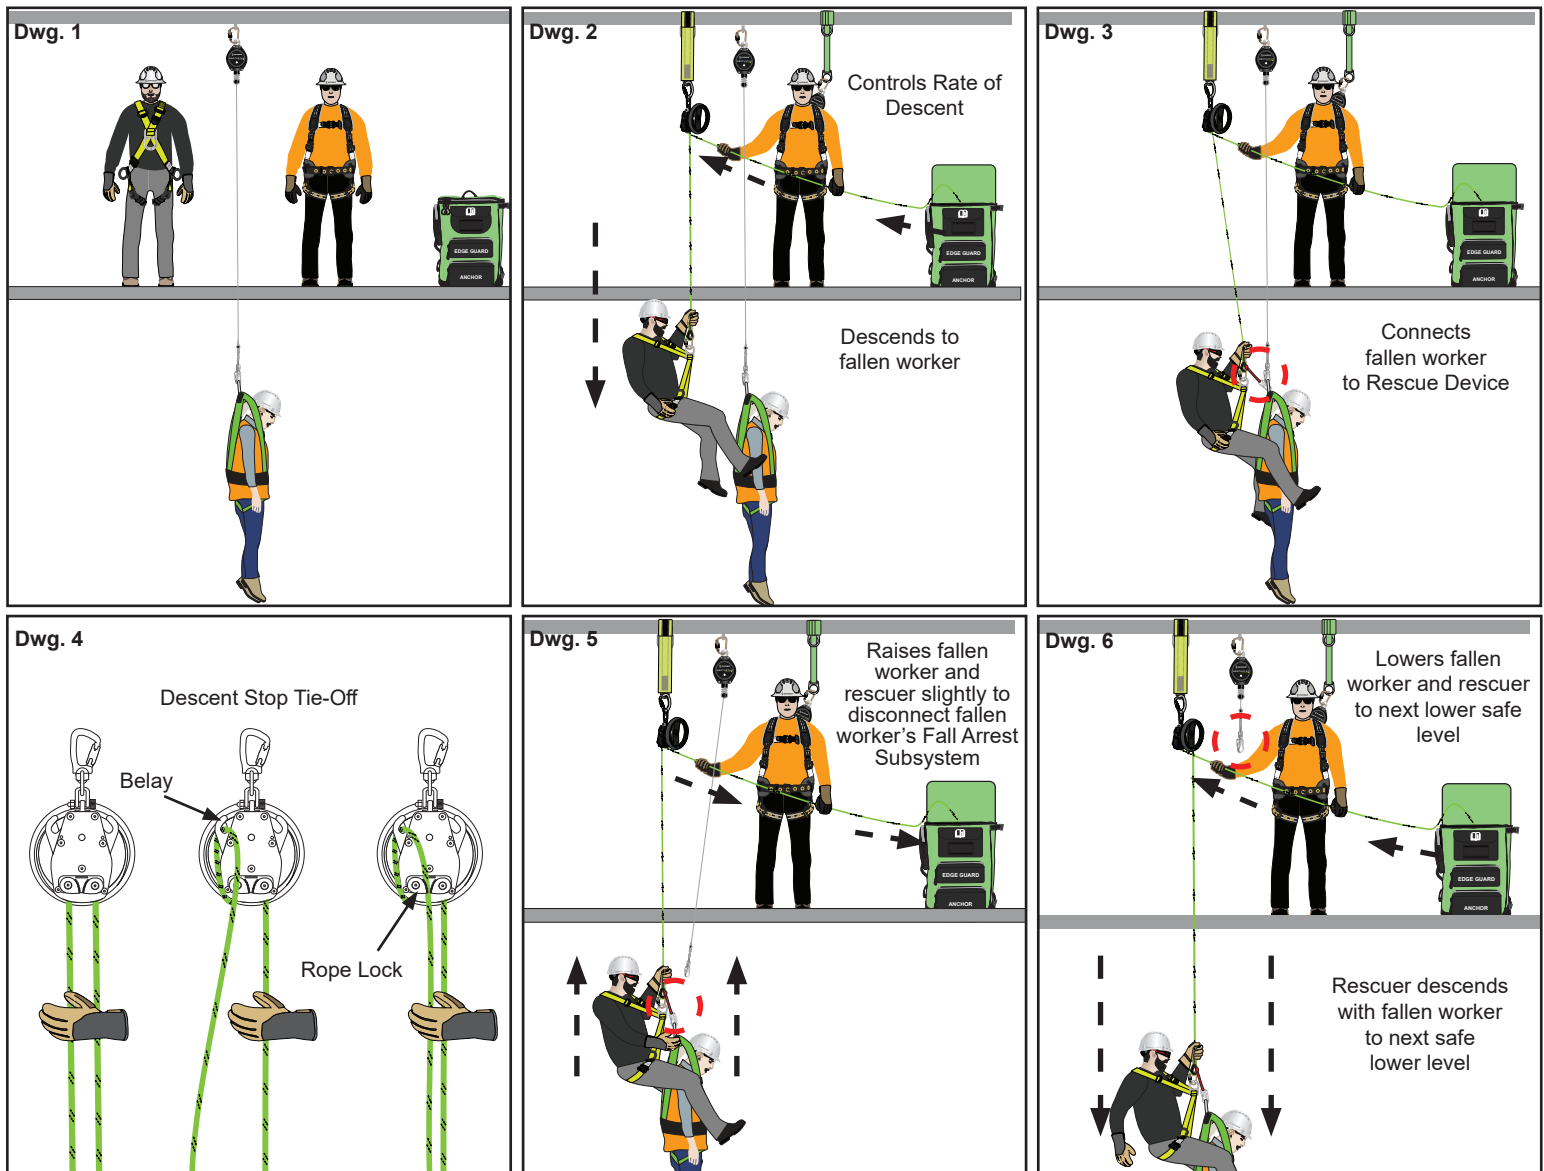 Dwg. 1
EDGE GUARD
ANCHOR
Dwg. 2
Controls Rate of
Descent
EDGE GUARD
ANCHOR
Descends to
fallen worker
Dwg. 3
EDGE GUARD
ANCHOR
Connects
fallen worker
to Rescue Device
Dwg. 4
Descent Stop Tie-Off
Belay
Rope Lock
Dwg. 5
Raises fallen
worker and
rescuer slightly to
disconnect fallen
worker's Fall Arrest
Subsystem
EDGE GUARD
ANCHOR
Dwg. 6
Lowers fallen
worker and rescuer
to next lower safe
level
EDGE GUARD
ANCHOR
Rescuer descends
with fallen worker
to next safe
lower level